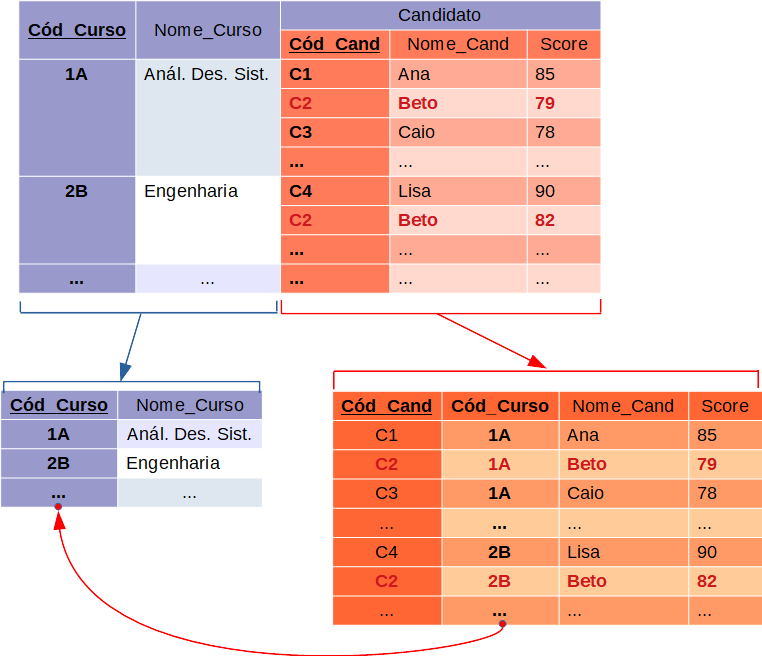 Candidato
Cód_Curso Nome_Curso
Cód_Cand Nome_Cand Score
1A Anál. Des. Sist. C1 Ana 85
C2 Beto 79
C3 Caio 78
... ... ...
2B Engenharia C4 Lisa 90
C2 Beto 82
... ... ...
... ... ... ... ...
Cód_Curso Nome_Curso
1A Anál. Des. Sist.
2B Engenharia
... ...
Cód_Cand Cód_Curso Nome_Cand Score
C1 1A Ana 85
C2 1A Beto 79
C3 1A Caio 78
... ... ... ...
C4 2B Lisa 90
C2 2B Beto 82
... ... ... ...